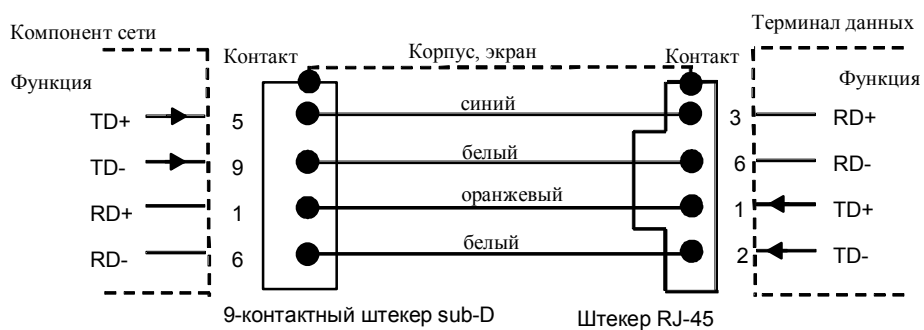 Компонент сети
Терминал данных
Контакт
Корпус, экран
Контакт
Функция
Функция
TD+ 5 синий 3 RD+
TD- 9 белый 6 RD-
RD+ 1 оранжевый 1 TD+
RD- 6 белый 2 TD-
9-контактный штекер sub-D
Штекер RJ-45